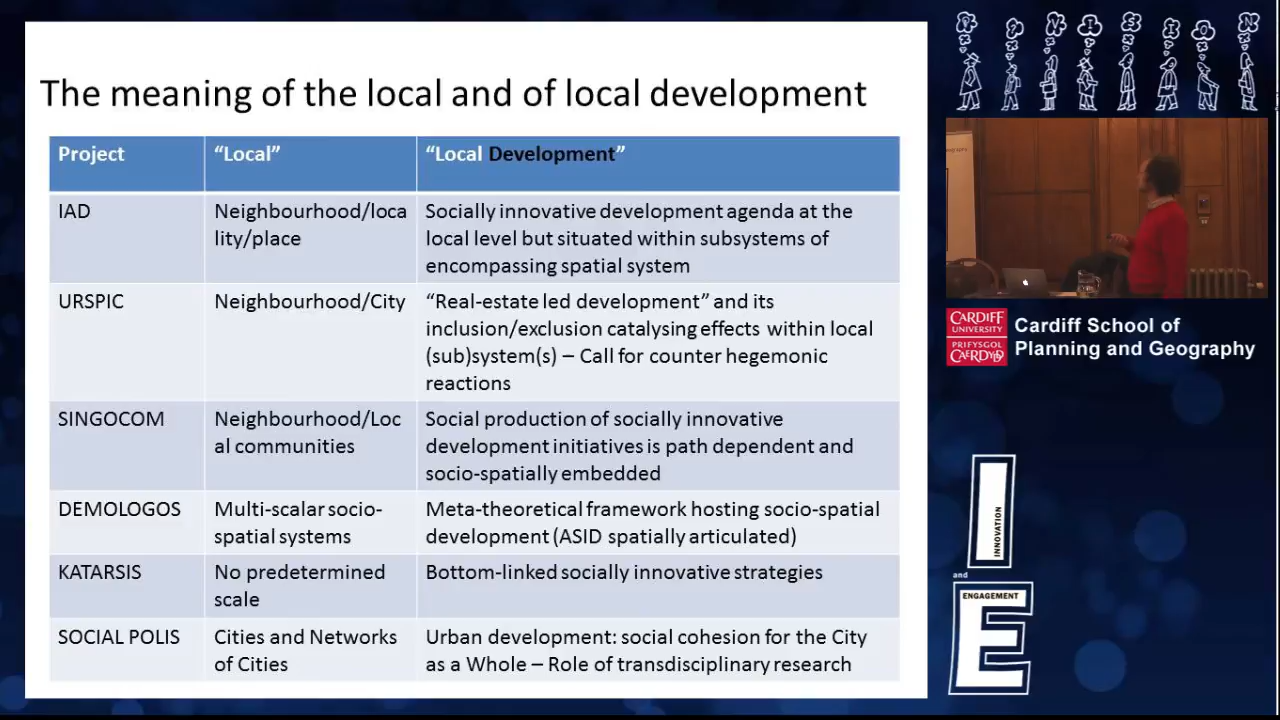 The meaning of the local and of local development
Project
“Local”
“Local Development”
IAD
Neighbourhood/loca
lity/place
Socially innovative development agenda at the
local level but situated within subsystems of
encompassing spatial system
URSPIC
Neighbourhood/City
“Real-estate led development” and its
inclusion/exclusion catalysing effects within local
(sub)system(s) – Call for counter hegemonic
reactions
SINGOCOM
Neighbourhood/Loc
al communities
Social production of socially innovative
development initiatives is path dependent and
socio-spatially embedded
DEMOLOGOS
Multi-scalar socio-
spatial systems
Meta-theoretical framework hosting socio-spatial
development (ASID spatially articulated)
KATARSIS
No predetermined
scale
Bottom-linked socially innovative strategies
SOCIAL POLIS
Cities and Networks
of Cities
Urban development: social cohesion for the City
as a Whole – Role of transdisciplinary research
P ? VISION
CARDIFF
UNIVERSITY
PRIFYSGOL
CAERDYDD
Cardiff School of
Planning and Geography
I
INNOVATION
and
ENGAGEMENT
E